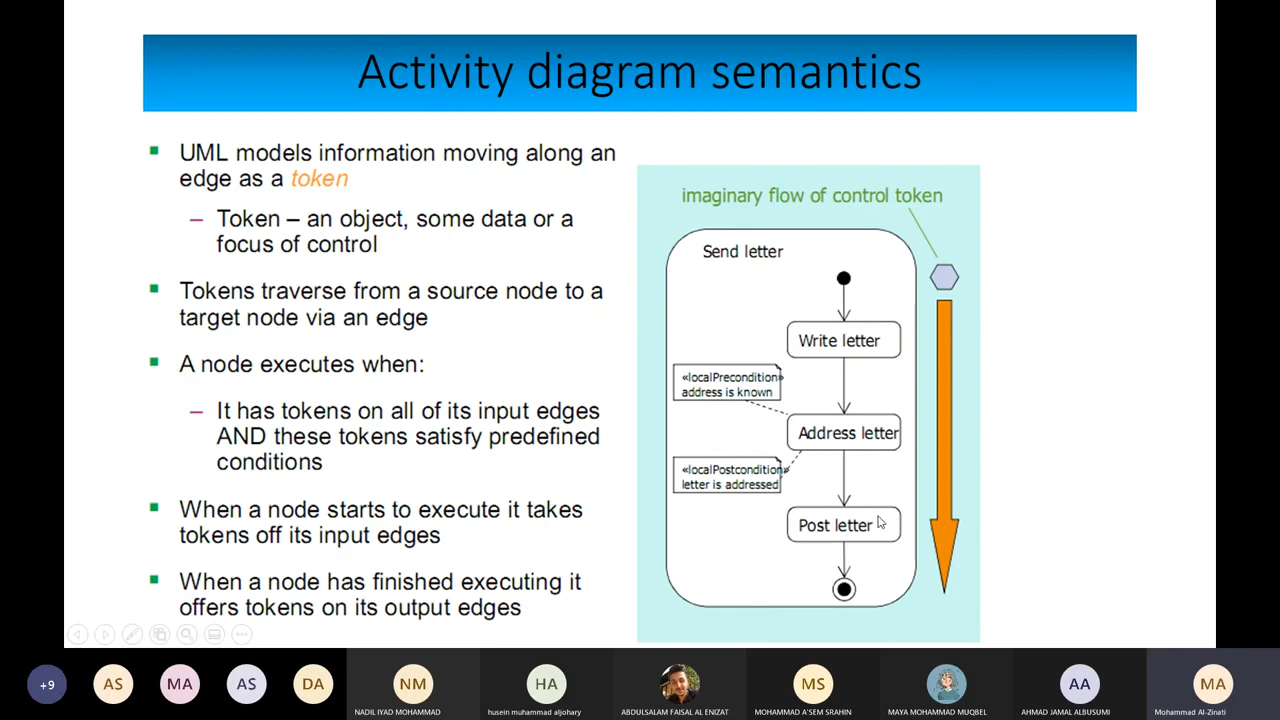 Activity diagram semantics
UML models information moving along an
edge as a token
– Token – an object, some data or a
focus of control
Tokens traverse from a source node to a
target node via an edge
A node executes when:
– It has tokens on all of its input edges
AND these tokens satisfy predefined
conditions
When a node starts to execute it takes
tokens off its input edges
When a node has finished executing it
offers tokens on its output edges
imaginary flow of control token
Send letter
Write letter
«localPrecondition»
address is known
Address letter
«localPostcondition»
letter is addressed
Post letter
+9
AS
MA
AS
DA
NM
NADIL IYAD MOHAMMAD
HA
husein muhammad aljohary
ABDULSALAM FAISAL AL ENIZAT
MS
MOHAMMAD A'SEM SRAHIN
MAYA MOHAMMAD MUQBEL
AA
AHMAD JAMAL ALBUSUMI
MA
Mohammad Al-Zinati